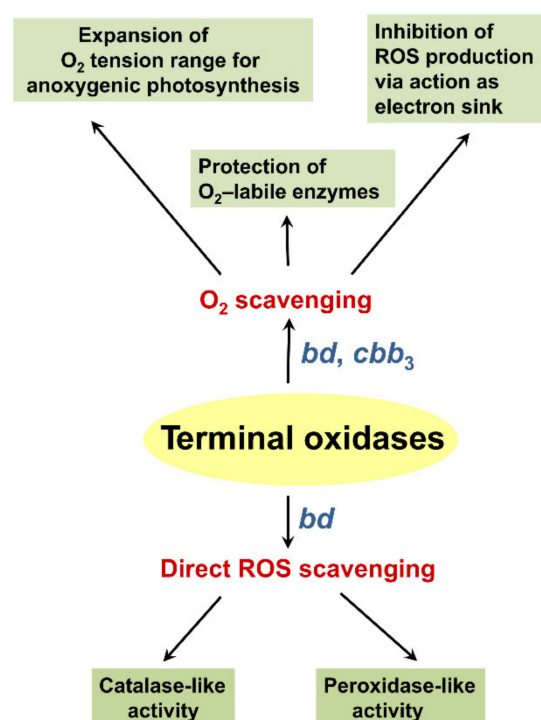 Expansion of
O₂ tension range for
anoxygenic photosynthesis
Inhibition of
ROS production
via action as
electron sink
Protection of
O₂–labile enzymes
O₂ scavenging
bd, cbb₃
Terminal oxidases
bd
Direct ROS scavenging
Catalase-like
activity
Peroxidase-like
activity